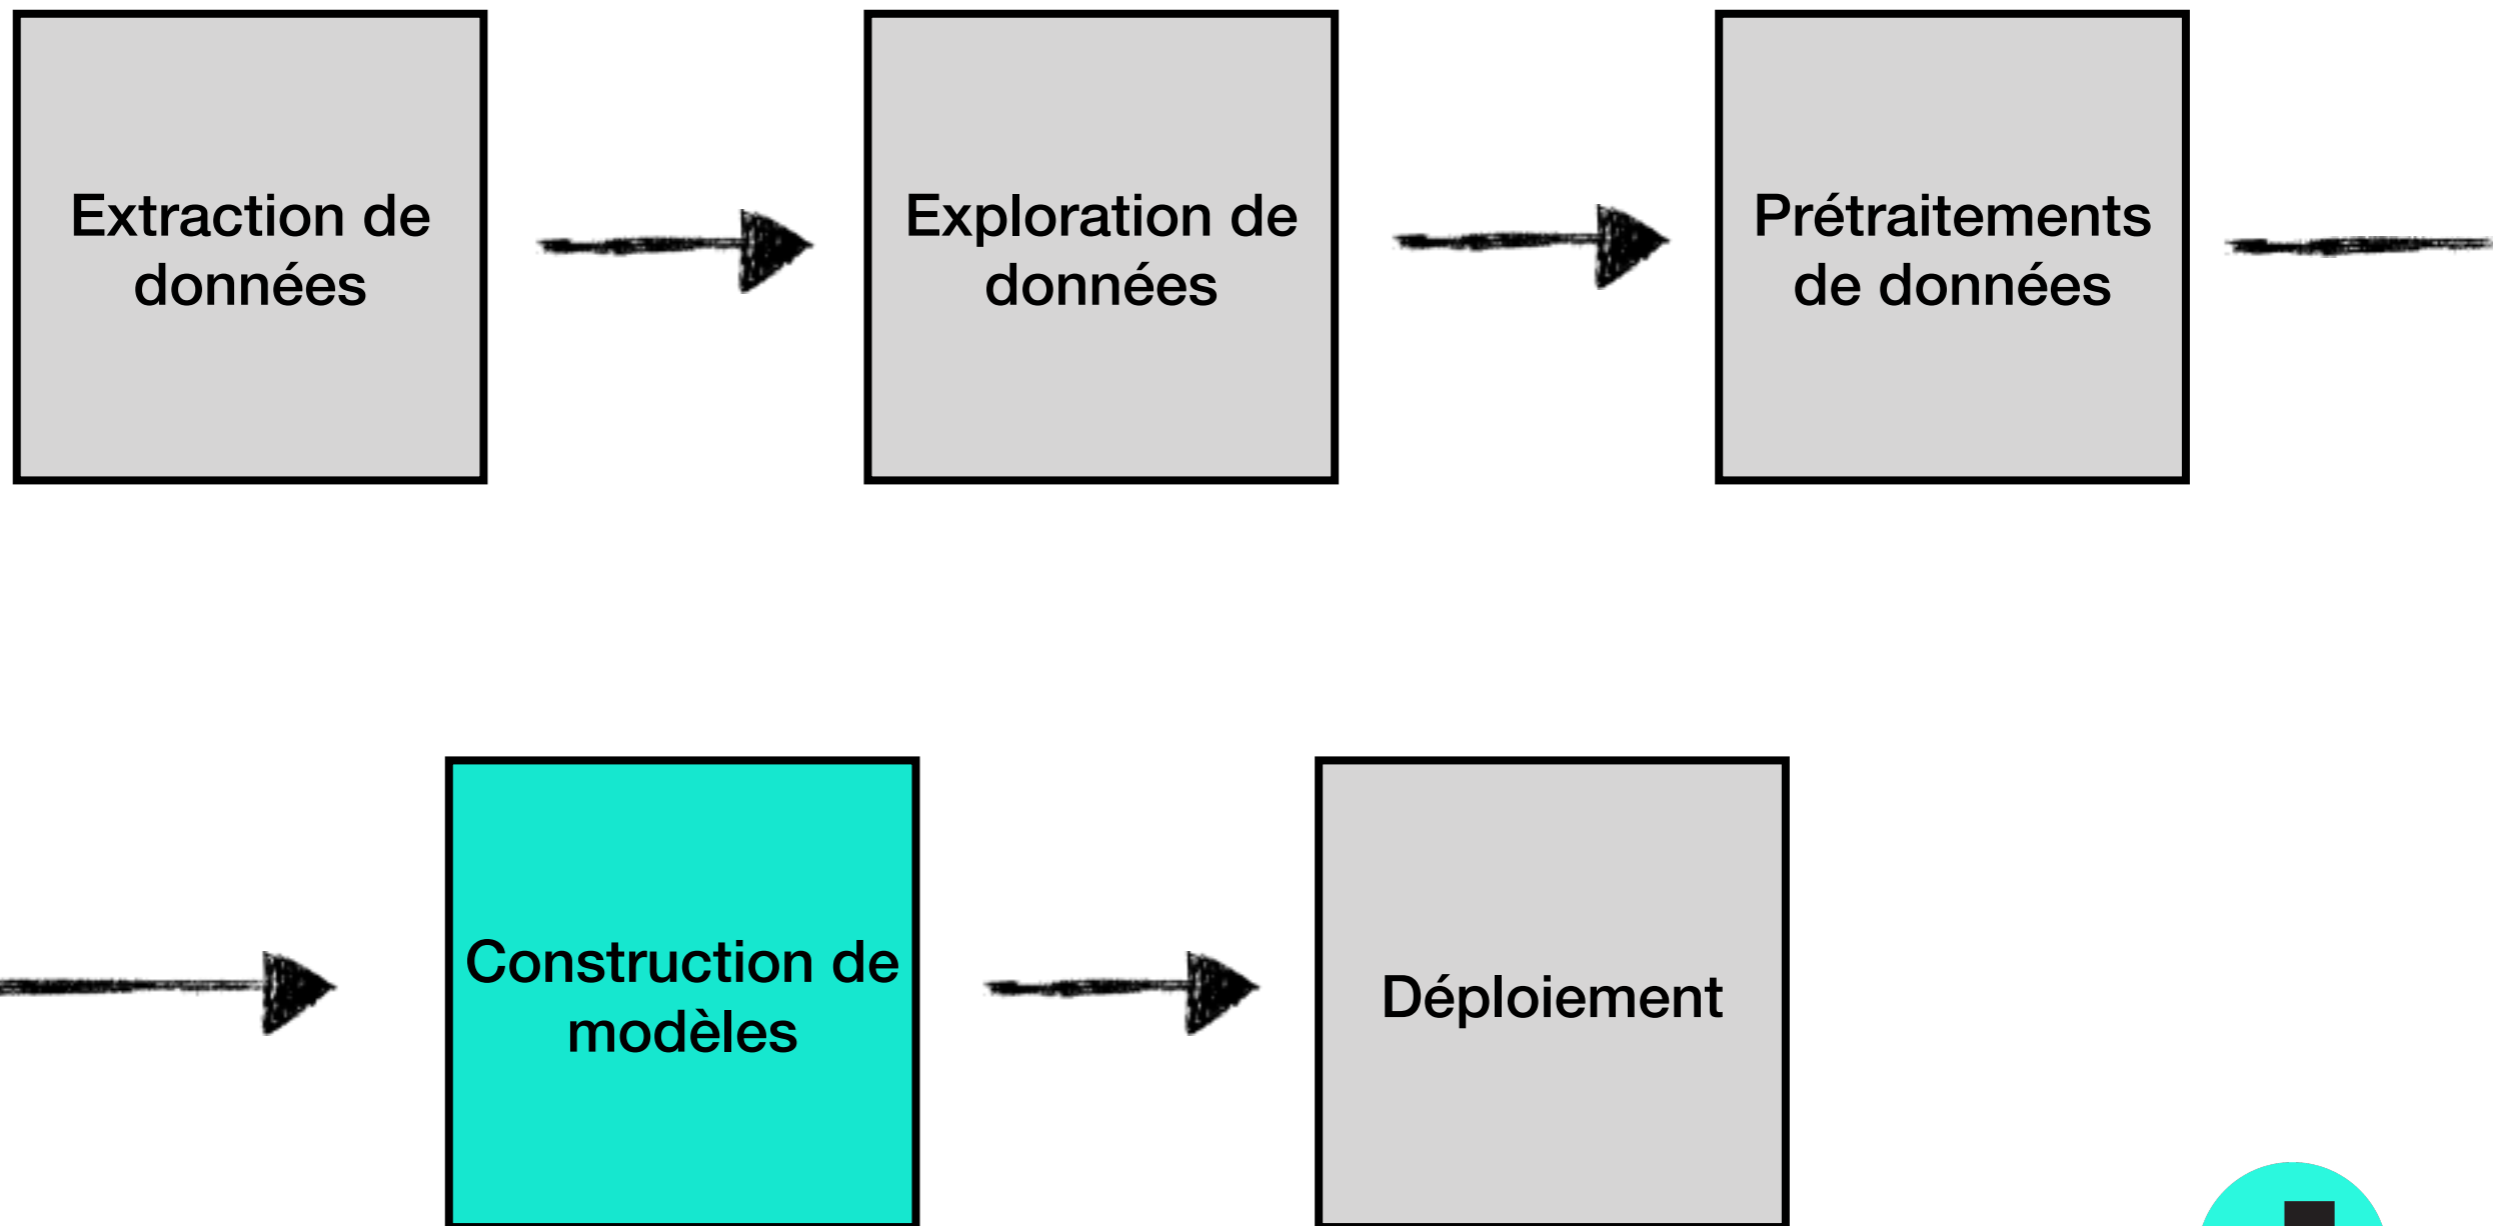 Extraction de
données
Exploration de
données
Prétraitements
de données
Construction de
modèles
Déploiement